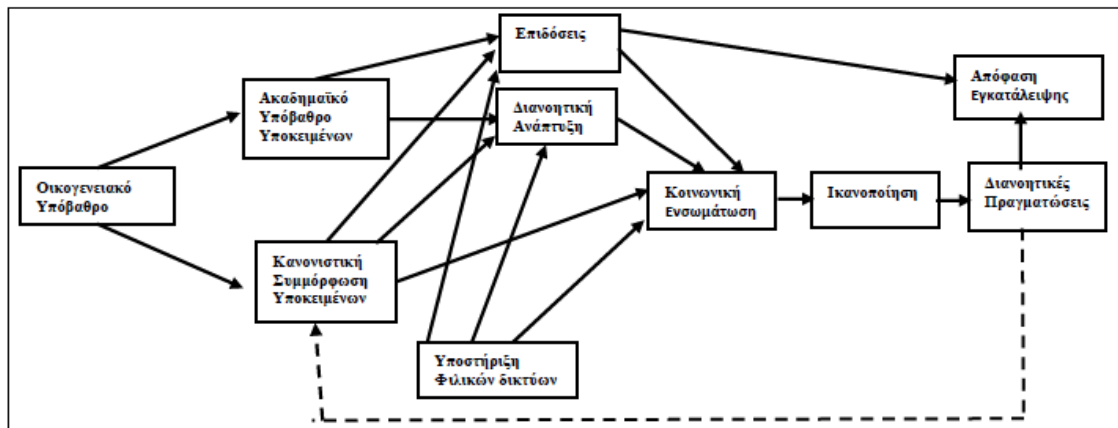 Επιδόσεις
Απόφαση
Εγκατάλειψης
Ακαδημαϊκό
Υπόβαθρο
Υποκειμένων
Διανοητική
Ανάπτυξη
Οικογενειακό
Υπόβαθρο
Κοινωνική
Ενσωμάτωση
Ικανοποίηση
Διανοητικές
Πραγματώσεις
Κανονιστική
Συμμόρφωση
Υποκειμένων
Υποστήριξη
Φιλικών δικτύων